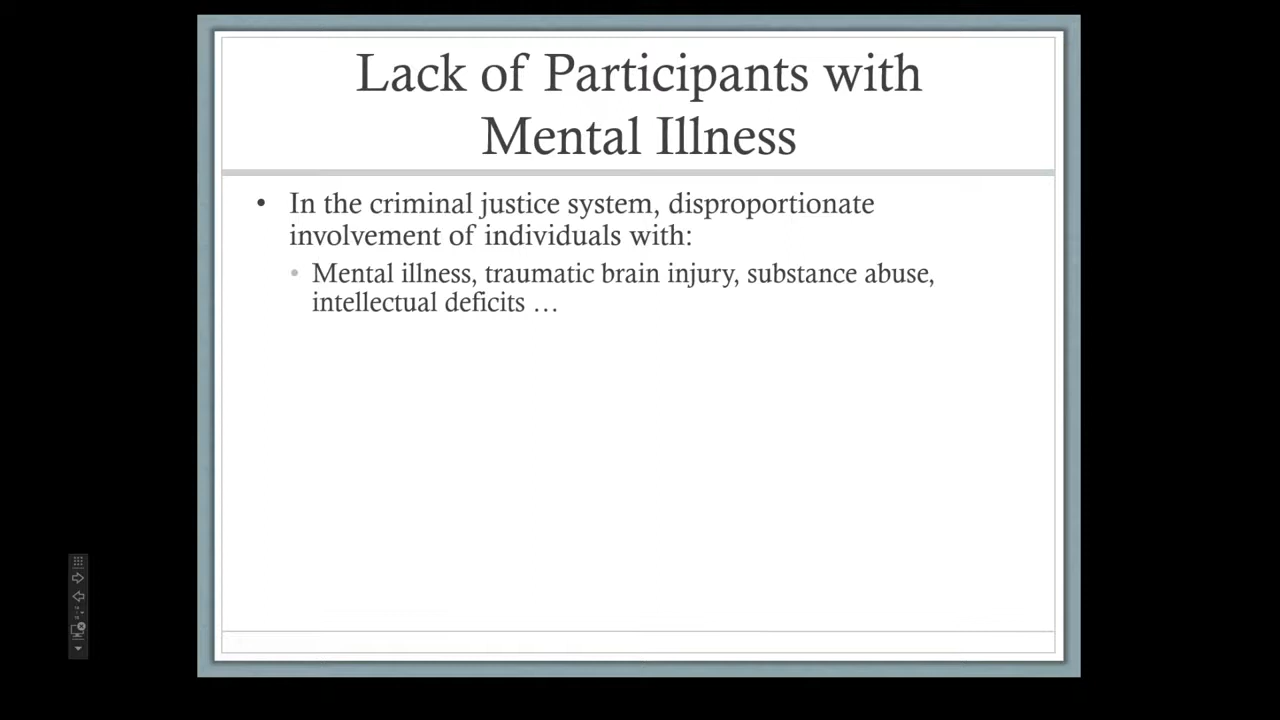 Lack of Participants with
Mental Illness
• In the criminal justice system, disproportionate
involvement of individuals with:
• Mental illness, traumatic brain injury, substance abuse,
intellectual deficits …